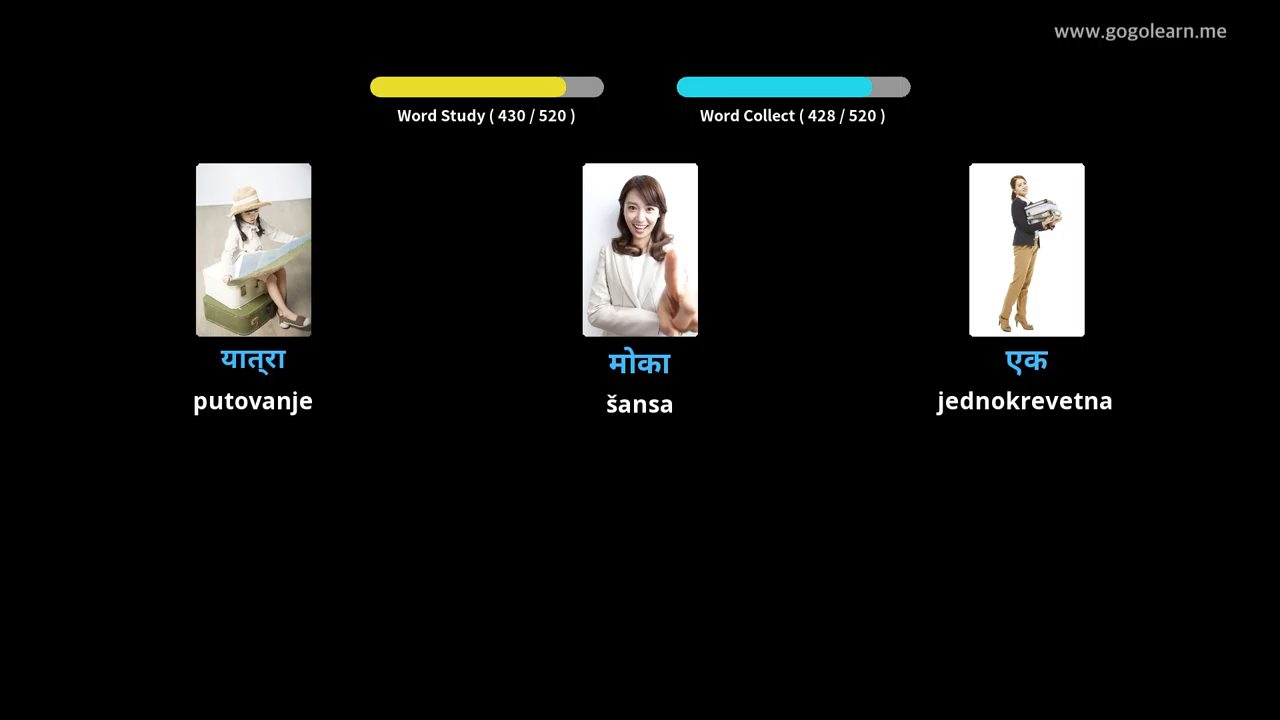 www.gogolearn.me
Word Study ( 430 / 520 )
Word Collect ( 428 / 520 )
यात्रा
मोका
एक
putovanje
šansa
jednokrevetna